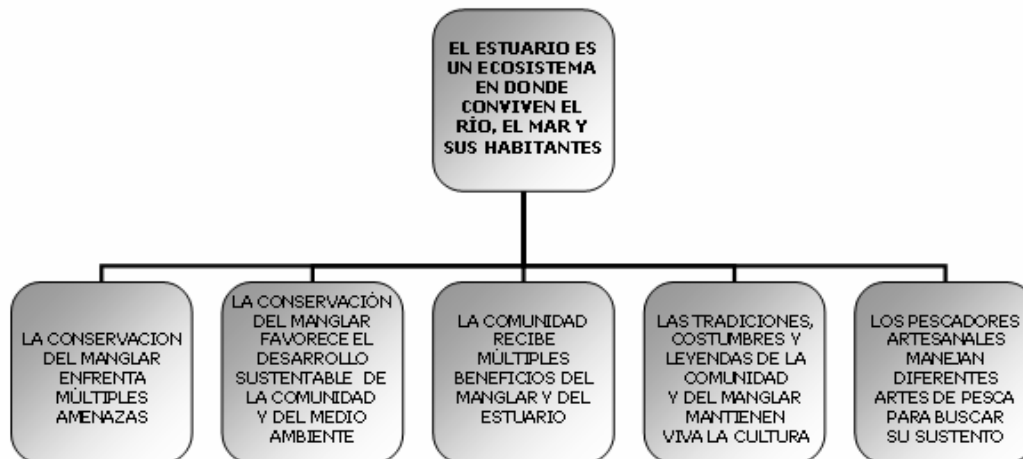 EL ESTUARIO ES
UN ECOSISTEMA
EN DONDE
CONVIVEN EL
RÍO, EL MAR Y
SUS HABITANTES
LA CONSERVACION
DEL MANGLAR
ENFRENTA
MÚLTIPLES
AMENAZAS
LA CONSERVACIÓN
DEL MANGLAR
FAVORECE EL
DESARROLLO
SUSTENTABLE DE
LA COMUNIDAD
Y DEL MEDIO
AMBIENTE
LA COMUNIDAD
RECIBE
MÚLTIPLES
BENEFICIOS DEL
MANGLAR Y DEL
ESTUARIO
LAS TRADICIONES,
COSTUMBRES Y
LEYENDAS DE LA
COMUNIDAD
Y DEL MANGLAR
MANTIENEN
VIVA LA CULTURA
LOS PESCADORES
ARTESANALES
MANEJAN
DIFERENTES
ARTES DE PESCA
PARA BUSCAR
SU SUSTENTO